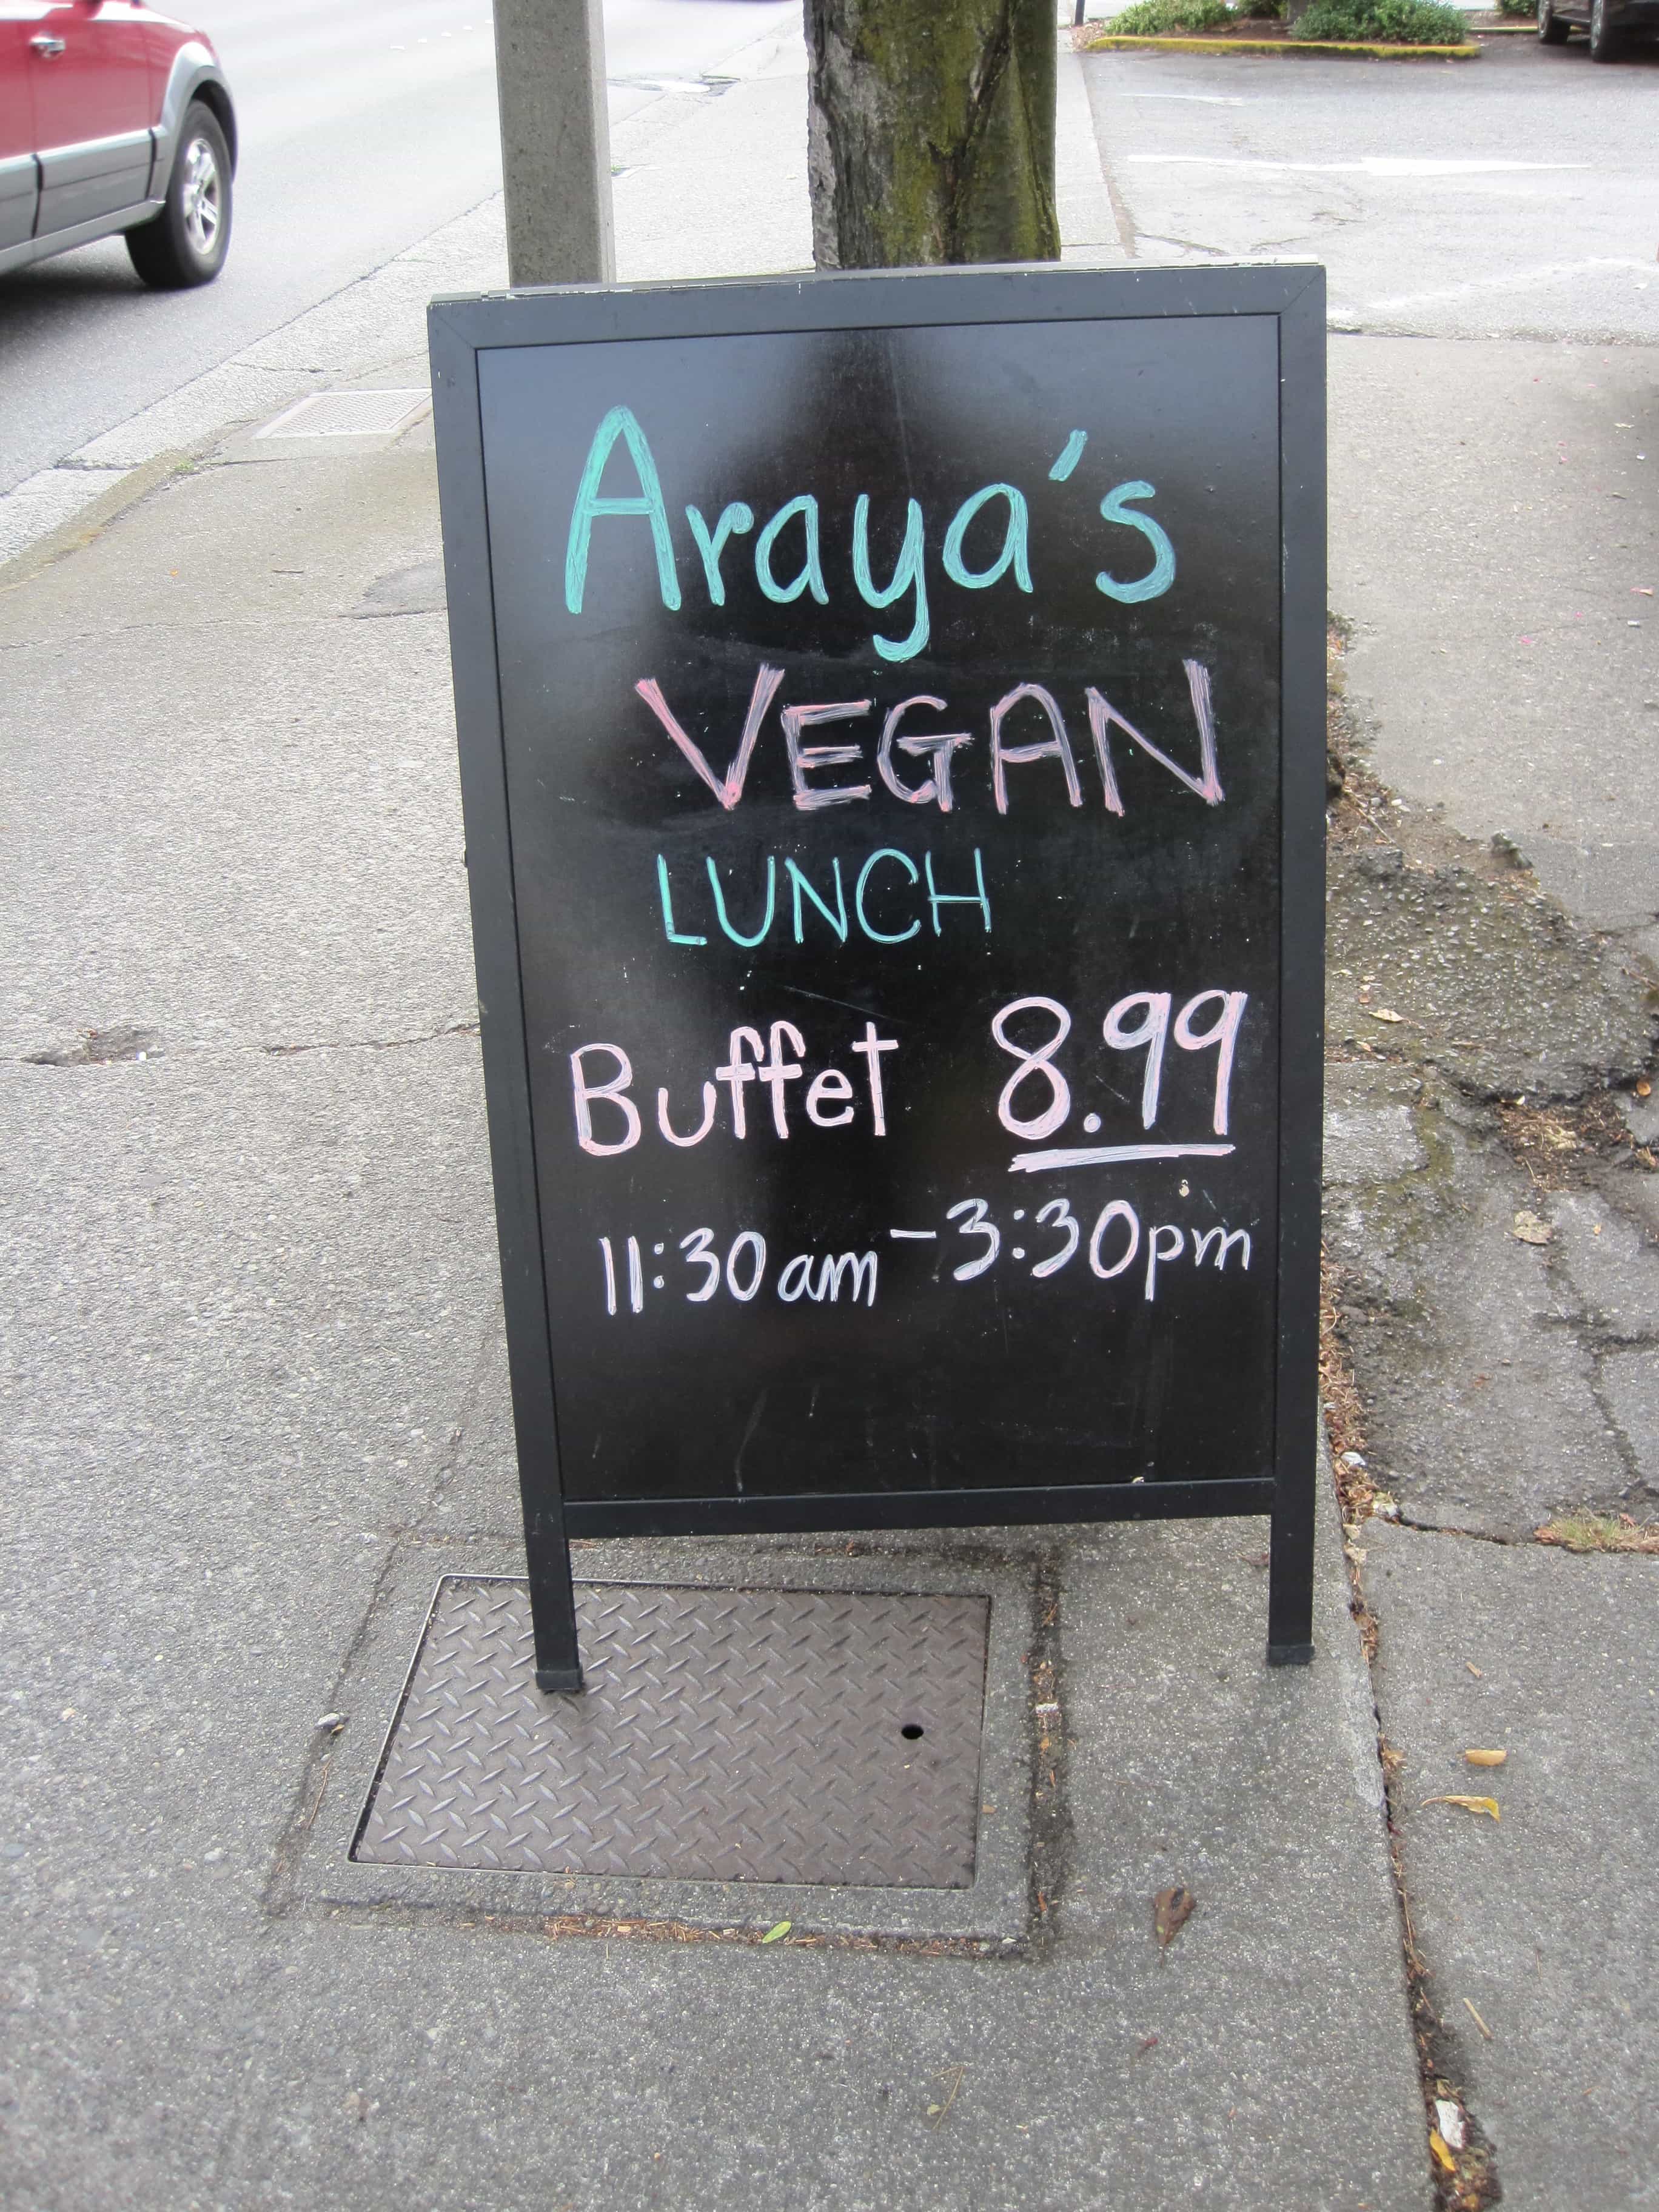 Araya's
VEGAN
LUNCH
Buffet 8.99
11:30am - 3:30pm